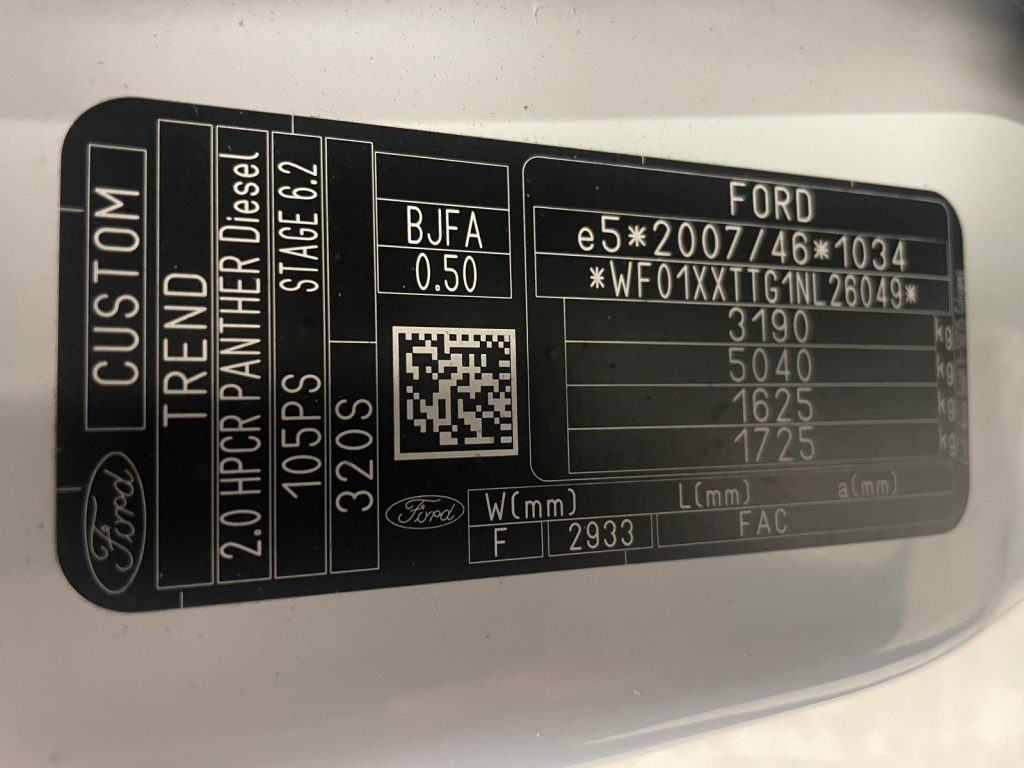 CUSTOM
TREND
2.0 HPCR PANTHER Diesel
105PS STAGE 6.2
320S
Ford
BJFA
0.50
FORD
e5*2007/46*1034
*WF01XXTTG1NL26049*
3190 kg
5040 kg
1625 kg
1725 kg
Ford
W(mm) L(mm) a(mm)
F 2933 FAC